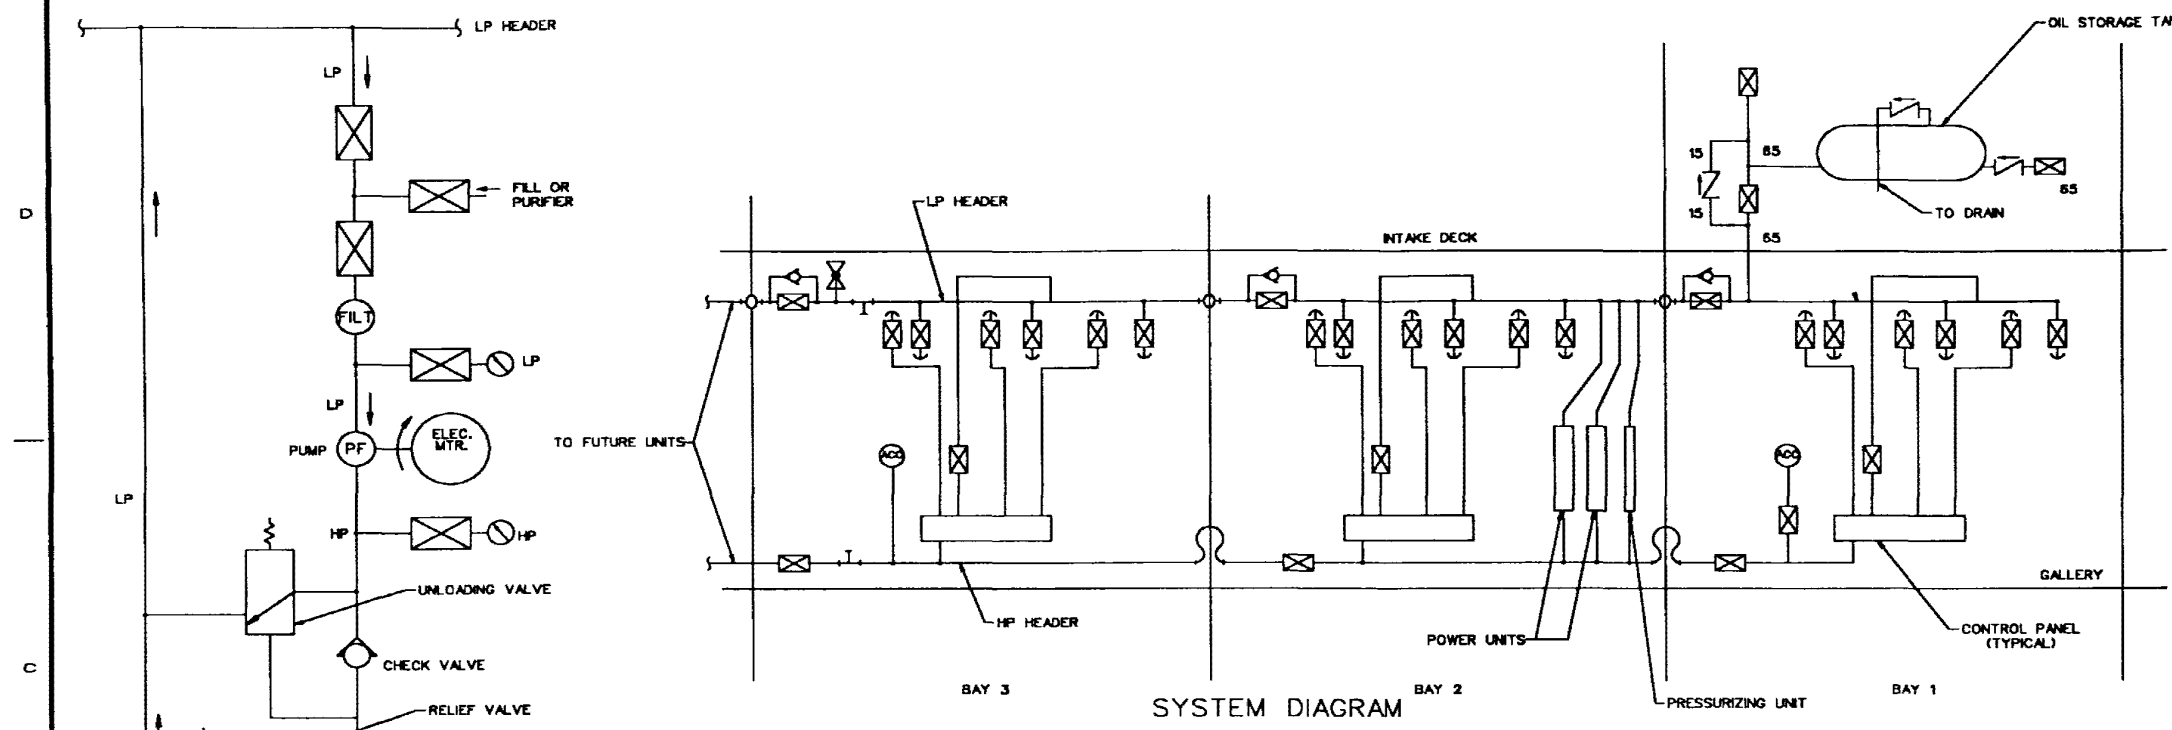 LP HEADER
OIL STORAGE TA
LP
FILL OR
PURIFIER
D
FILT
LP
LP
PUMP
PF
ELEC.
MTR.
LP
HP
HP
UNLOADING VALVE
CHECK VALVE
RELIEF VALVE
C
15
65
15
65
65
TO DRAIN
LP HEADER
INTAKE DECK
TO FUTURE UNITS
ACC
ACC
GALLERY
HP HEADER
POWER UNITS
CONTROL PANEL
(TYPICAL)
BAY 3
BAY 2
BAY 1
PRESSURIZING UNIT
SYSTEM DIAGRAM